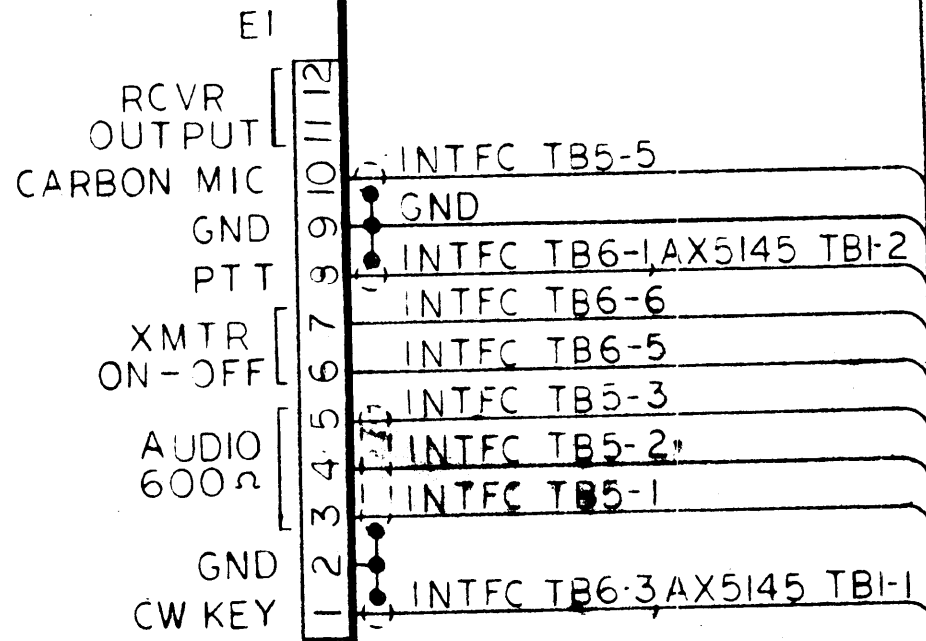 E1
12
RCVR
OUTPUT
11
INTFC TB5-5
CARBON MIC 10
GND
GND 9
INTFC TB6-1, AX5145 TB1-2
PTT 8
INTFC TB6-6
XMTR 7
INTFC TB6-5
ON-OFF 6
INTFC TB5-3
5
AUDIO INTFC TB5-2
600Ω 4
INTFC TB5-1
3
GND 2
INTFC TB6-3, AX5145 TB1-1
CW KEY 1